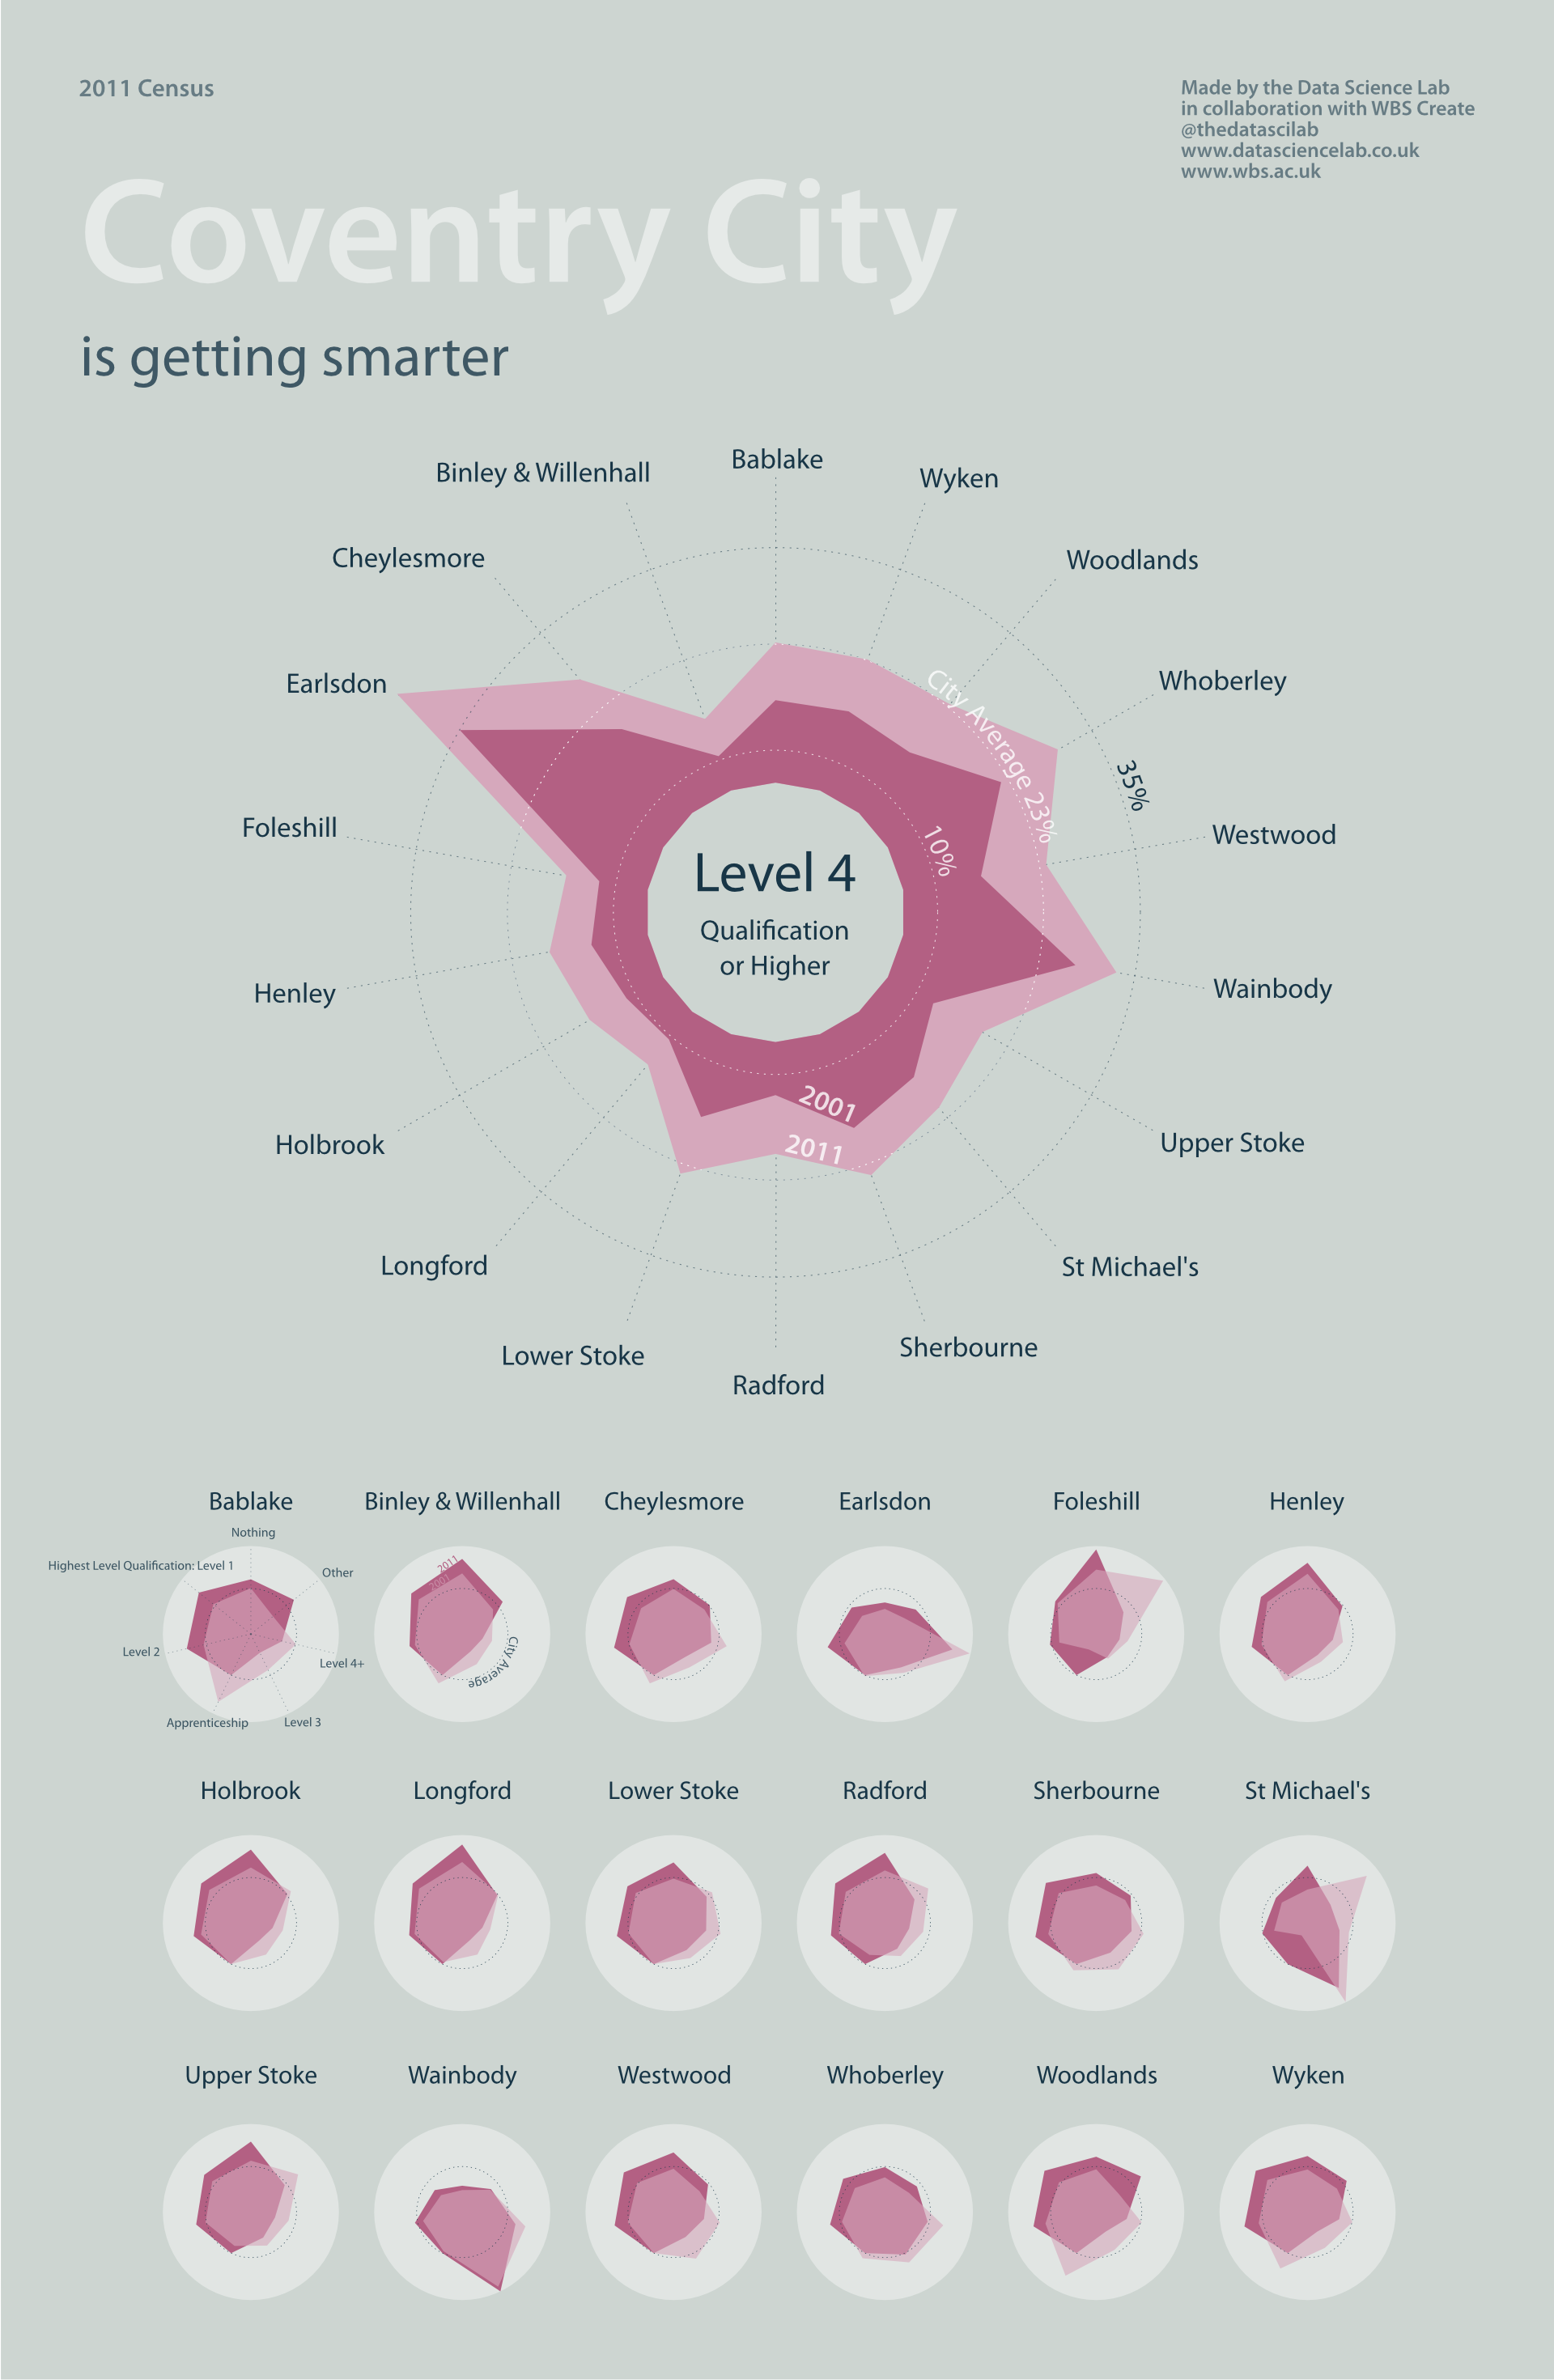 2011 Census
Made by the Data Science Lab
in collaboration with WBS Create
@thedatascilab
www.datasciencelab.co.uk
www.wbs.ac.uk
Coventry City
is getting smarter
Bablake
Wyken
Woodlands
Whoberley
Westwood
Wainbody
Upper Stoke
St Michael's
Sherbourne
Radford
Lower Stoke
Longford
Holbrook
Henley
Foleshill
Earlsdon
Cheylesmore
Binley & Willenhall
35%
City Average 23%
10%
Level 4
Qualification
or Higher
2001
2011
Bablake
Nothing
Highest Level Qualification: Level 1
Other
Level 2
Level 4+
Apprenticeship
Level 3
Binley & Willenhall
2011
2001
City Average
Cheylesmore
Earlsdon
Foleshill
Henley
Holbrook
Longford
Lower Stoke
Radford
Sherbourne
St Michael's
Upper Stoke
Wainbody
Westwood
Whoberley
Woodlands
Wyken